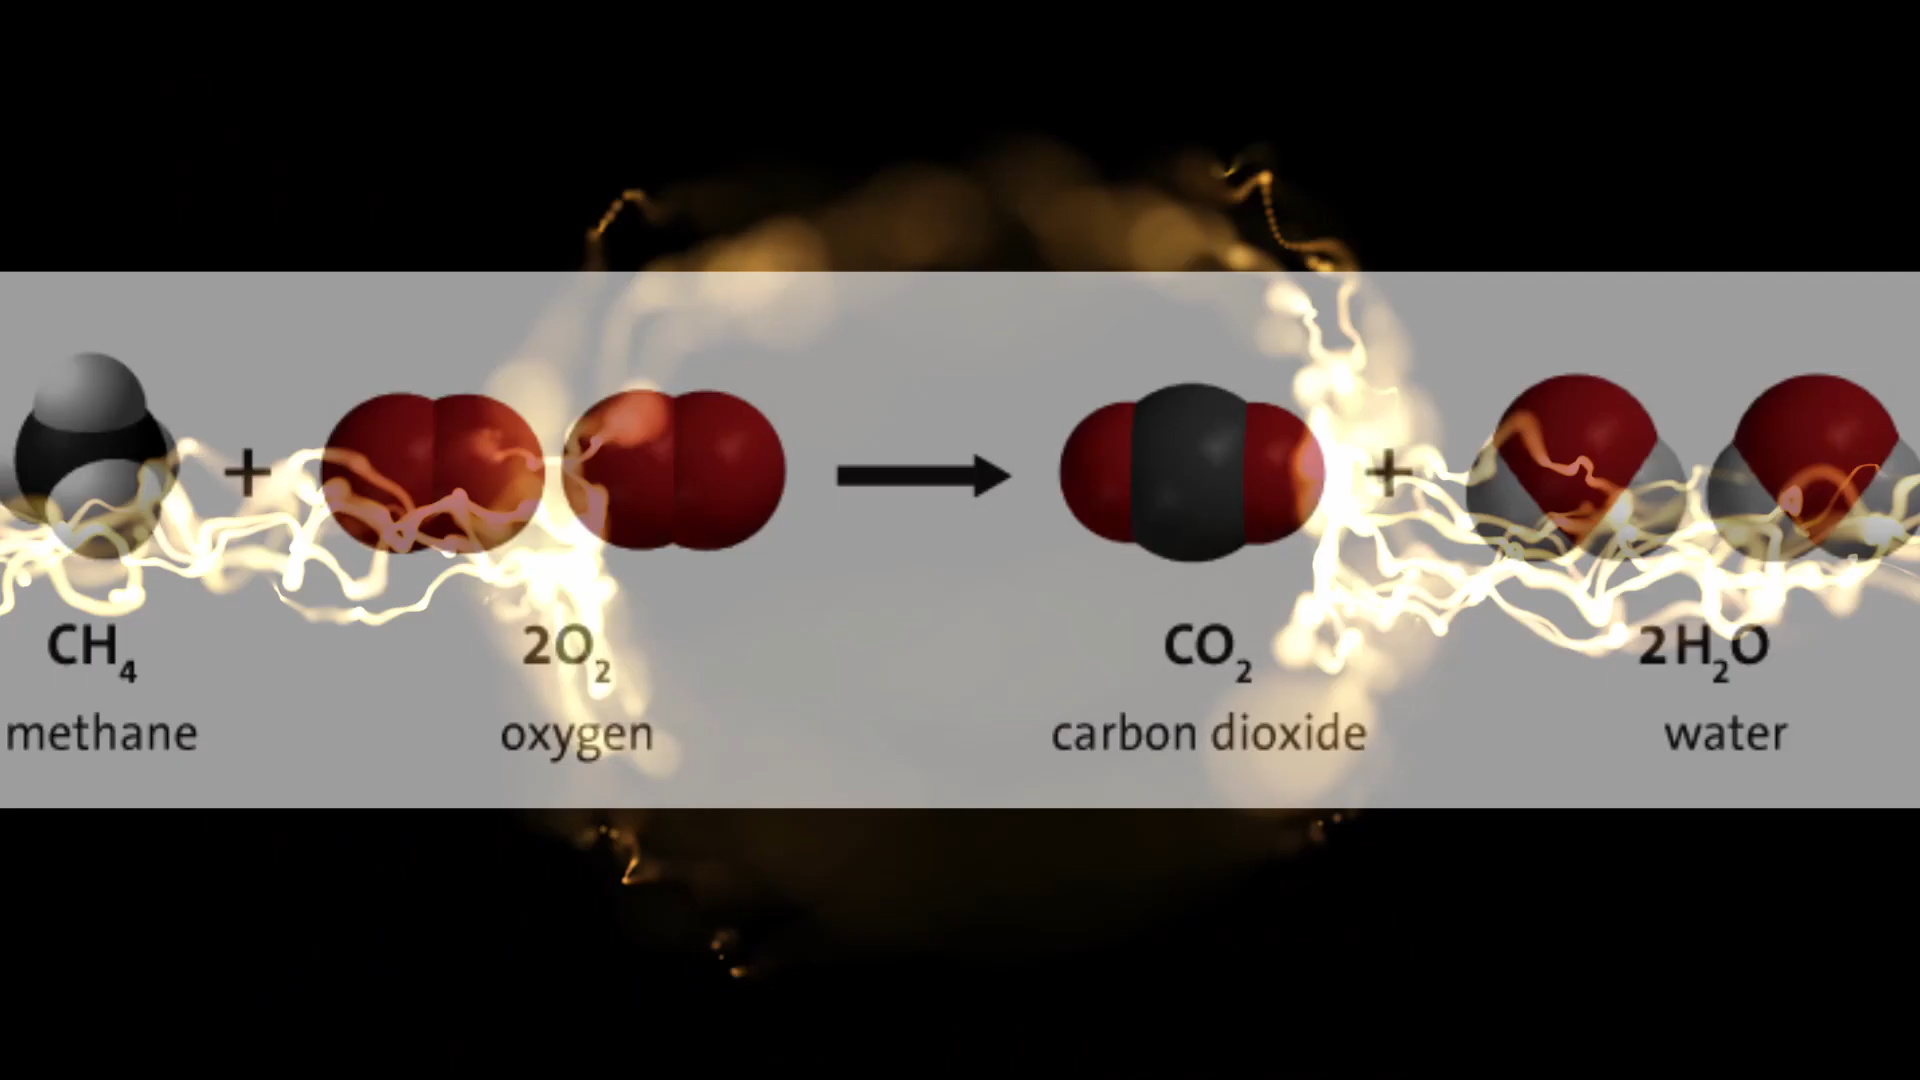 + → +
CH₄ 2O₂ CO₂ 2H₂O
methane oxygen carbon dioxide water